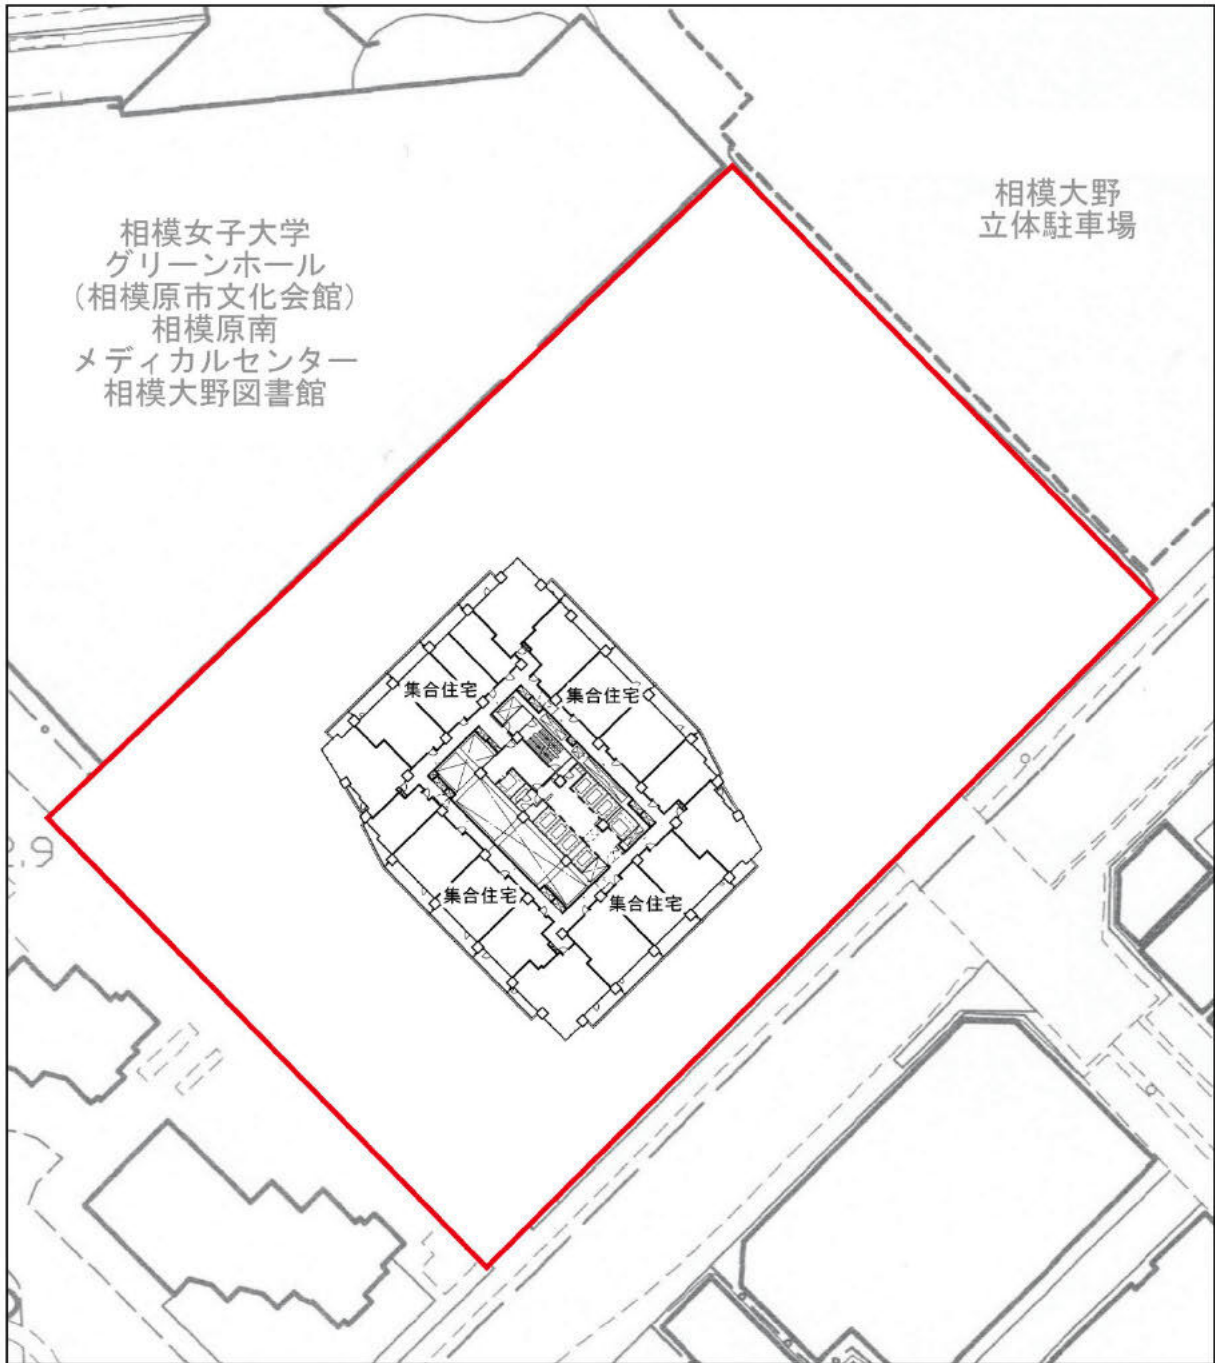 相模女子大学
グリーンホール
（相模原市文化会館）
相模原南
メディカルセンター
相模大野図書館
相模大野
立体駐車場
集合住宅
集合住宅
集合住宅
集合住宅
2.9